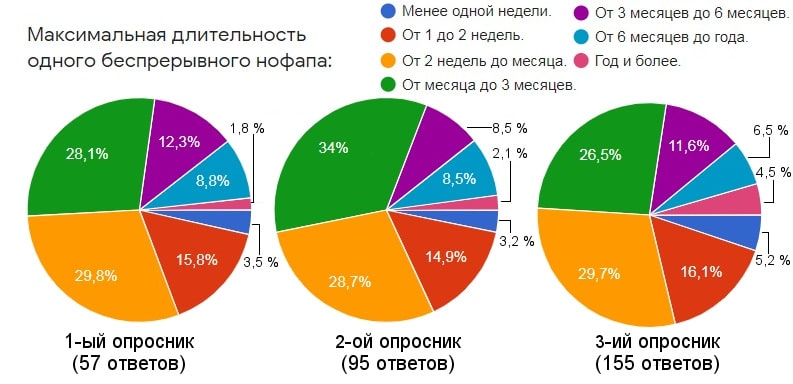 Максимальная длительность
одного беспрерывного нофапа:
Менее одной недели.
От 1 до 2 недель.
От 2 недель до месяца.
От месяца до 3 месяцев.
От 3 месяцев до 6 месяцев.
От 6 месяцев до года.
Год и более.
28,1%
12,3%
1,8 %
8,8%
3,5 %
15,8%
29,8%
1-ый опросник
(57 ответов)
34%
8,5%
2,1 %
8,5%
3,2 %
14,9%
28,7%
2-ой опросник
(95 ответов)
26,5%
11,6%
6,5 %
4,5 %
5,2 %
16,1%
29,7%
3-ий опросник
(155 ответов)